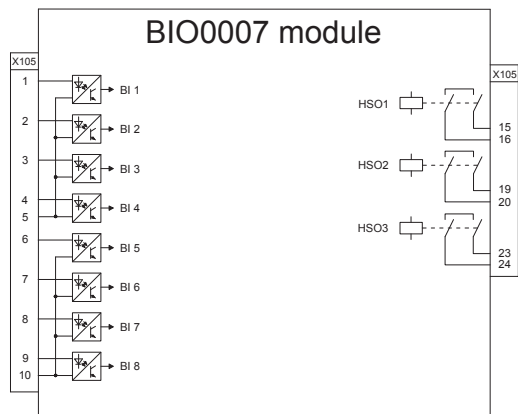 BIO0007 module
X105
1
BI 1
2
BI 2
3
BI 3
4
5
BI 4
6
BI 5
7
BI 6
8
BI 7
9
10
BI 8
X105
HSO1
15
16
HSO2
19
20
HSO3
23
24